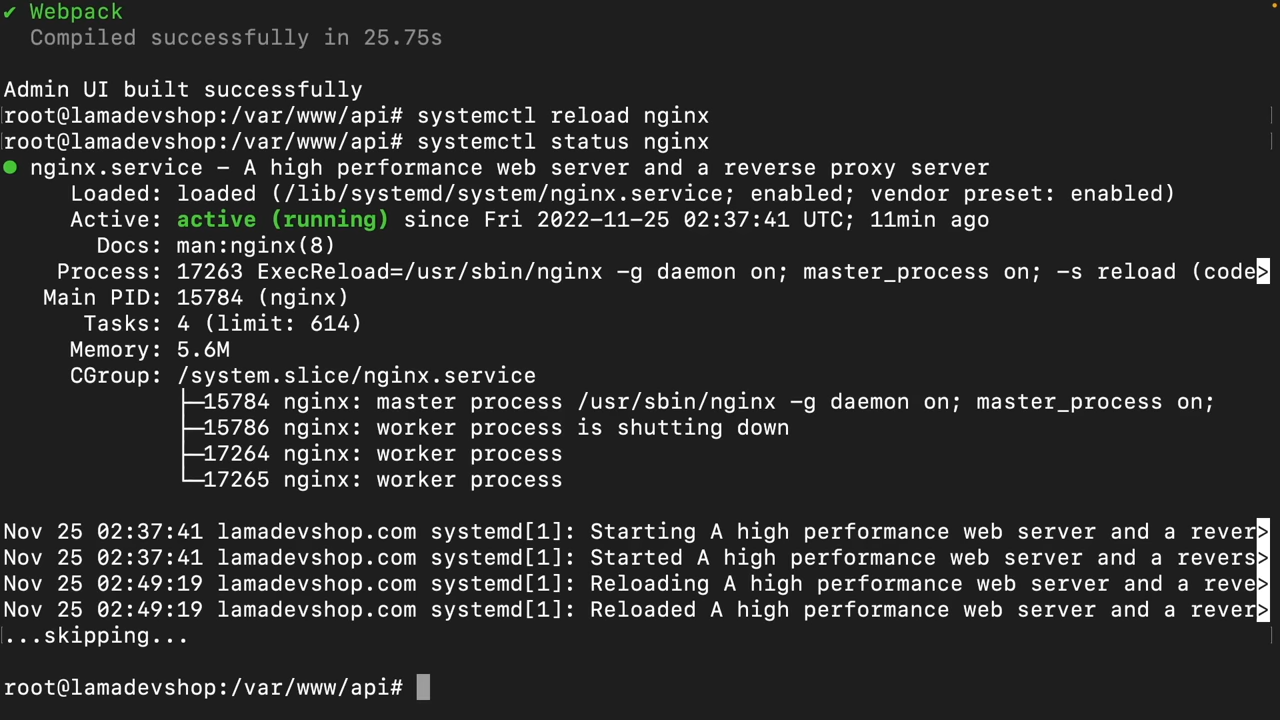 ✔ Webpack
  Compiled successfully in 25.75s

Admin UI built successfully
root@lamadevshop:/var/www/api# systemctl reload nginx
root@lamadevshop:/var/www/api# systemctl status nginx
● nginx.service – A high performance web server and a reverse proxy server
     Loaded: loaded (/lib/systemd/system/nginx.service; enabled; vendor preset: enabled)
     Active: active (running) since Fri 2022-11-25 02:37:41 UTC; 11min ago
       Docs: man:nginx(8)
    Process: 17263 ExecReload=/usr/sbin/nginx -g daemon on; master_process on; -s reload (code>
   Main PID: 15784 (nginx)
      Tasks: 4 (limit: 614)
     Memory: 5.6M
     CGroup: /system.slice/nginx.service
             ├─15784 nginx: master process /usr/sbin/nginx -g daemon on; master_process on;
             ├─15786 nginx: worker process is shutting down
             ├─17264 nginx: worker process
             └─17265 nginx: worker process

Nov 25 02:37:41 lamadevshop.com systemd[1]: Starting A high performance web server and a rever>
Nov 25 02:37:41 lamadevshop.com systemd[1]: Started A high performance web server and a revers>
Nov 25 02:49:19 lamadevshop.com systemd[1]: Reloading A high performance web server and a reve>
Nov 25 02:49:19 lamadevshop.com systemd[1]: Reloaded A high performance web server and a rever>
...skipping...

root@lamadevshop:/var/www/api#